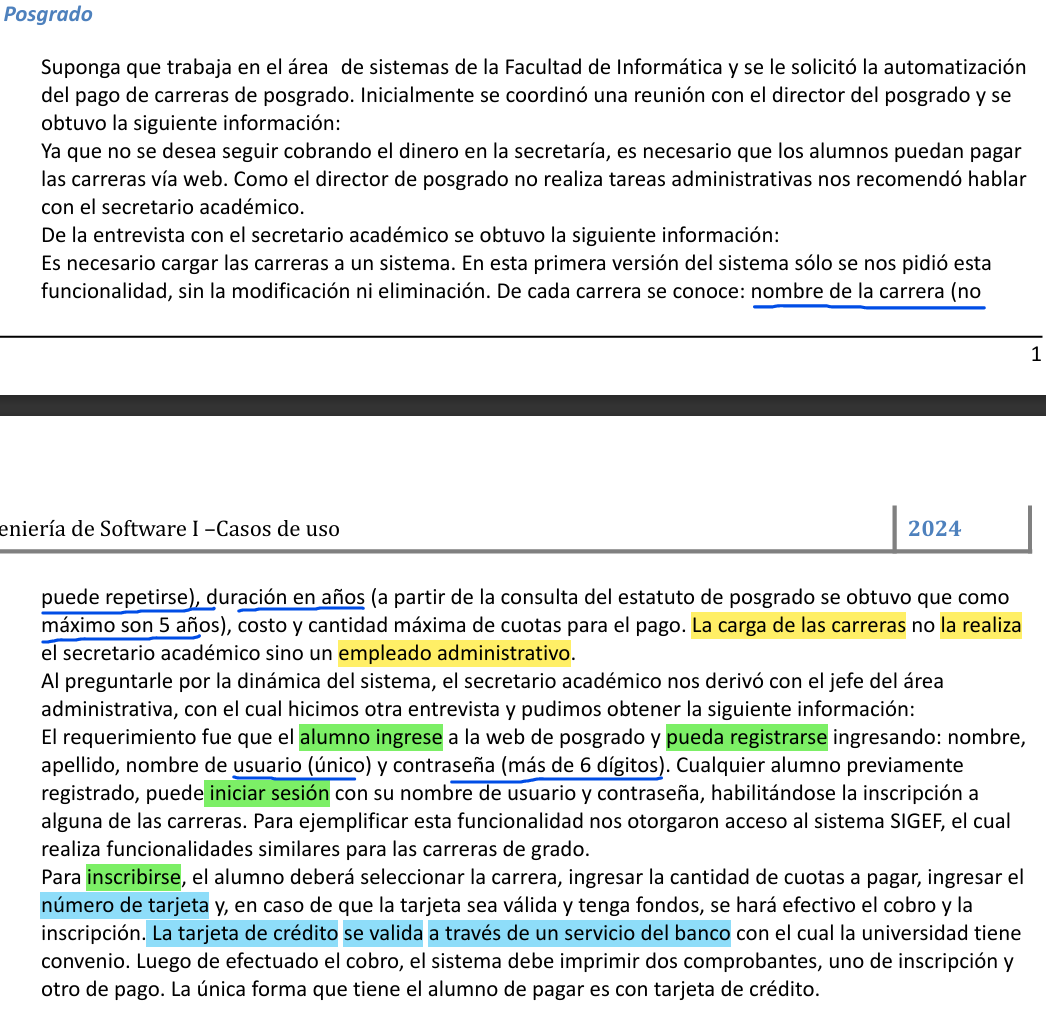 Posgrado
Suponga que trabaja en el área de sistemas de la Facultad de Informática y se le solicitó la automatización
del pago de carreras de posgrado. Inicialmente se coordinó una reunión con el director del posgrado y se
obtuvo la siguiente información:
Ya que no se desea seguir cobrando el dinero en la secretaría, es necesario que los alumnos puedan pagar
las carreras vía web. Como el director de posgrado no realiza tareas administrativas nos recomendó hablar
con el secretario académico.
De la entrevista con el secretario académico se obtuvo la siguiente información:
Es necesario cargar las carreras a un sistema. En esta primera versión del sistema sólo se nos pidió esta
funcionalidad, sin la modificación ni eliminación. De cada carrera se conoce: nombre de la carrera (no
1
eniería de Software I –Casos de uso
2024
puede repetirse), duración en años (a partir de la consulta del estatuto de posgrado se obtuvo que como
máximo son 5 años), costo y cantidad máxima de cuotas para el pago. La carga de las carreras no la realiza
el secretario académico sino un empleado administrativo.
Al preguntarle por la dinámica del sistema, el secretario académico nos derivó con el jefe del área
administrativa, con el cual hicimos otra entrevista y pudimos obtener la siguiente información:
El requerimiento fue que el alumno ingrese a la web de posgrado y pueda registrarse ingresando: nombre,
apellido, nombre de usuario (único) y contraseña (más de 6 dígitos). Cualquier alumno previamente
registrado, puede iniciar sesión con su nombre de usuario y contraseña, habilitándose la inscripción a
alguna de las carreras. Para ejemplificar esta funcionalidad nos otorgaron acceso al sistema SIGEF, el cual
realiza funcionalidades similares para las carreras de grado.
Para inscribirse, el alumno deberá seleccionar la carrera, ingresar la cantidad de cuotas a pagar, ingresar el
número de tarjeta y, en caso de que la tarjeta sea válida y tenga fondos, se hará efectivo el cobro y la
inscripción. La tarjeta de crédito se valida a través de un servicio del banco con el cual la universidad tiene
convenio. Luego de efectuado el cobro, el sistema debe imprimir dos comprobantes, uno de inscripción y
otro de pago. La única forma que tiene el alumno de pagar es con tarjeta de crédito.